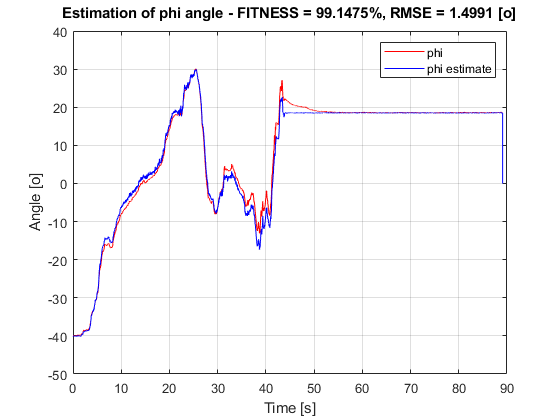 Estimation of phi angle - FITNESS = 99.1475%, RMSE = 1.4991 [o]
phi
phi estimate
Angle [o]
40
30
20
10
0
-10
-20
-30
-40
-50
0 10 20 30 40 50 60 70 80 90
Time [s]